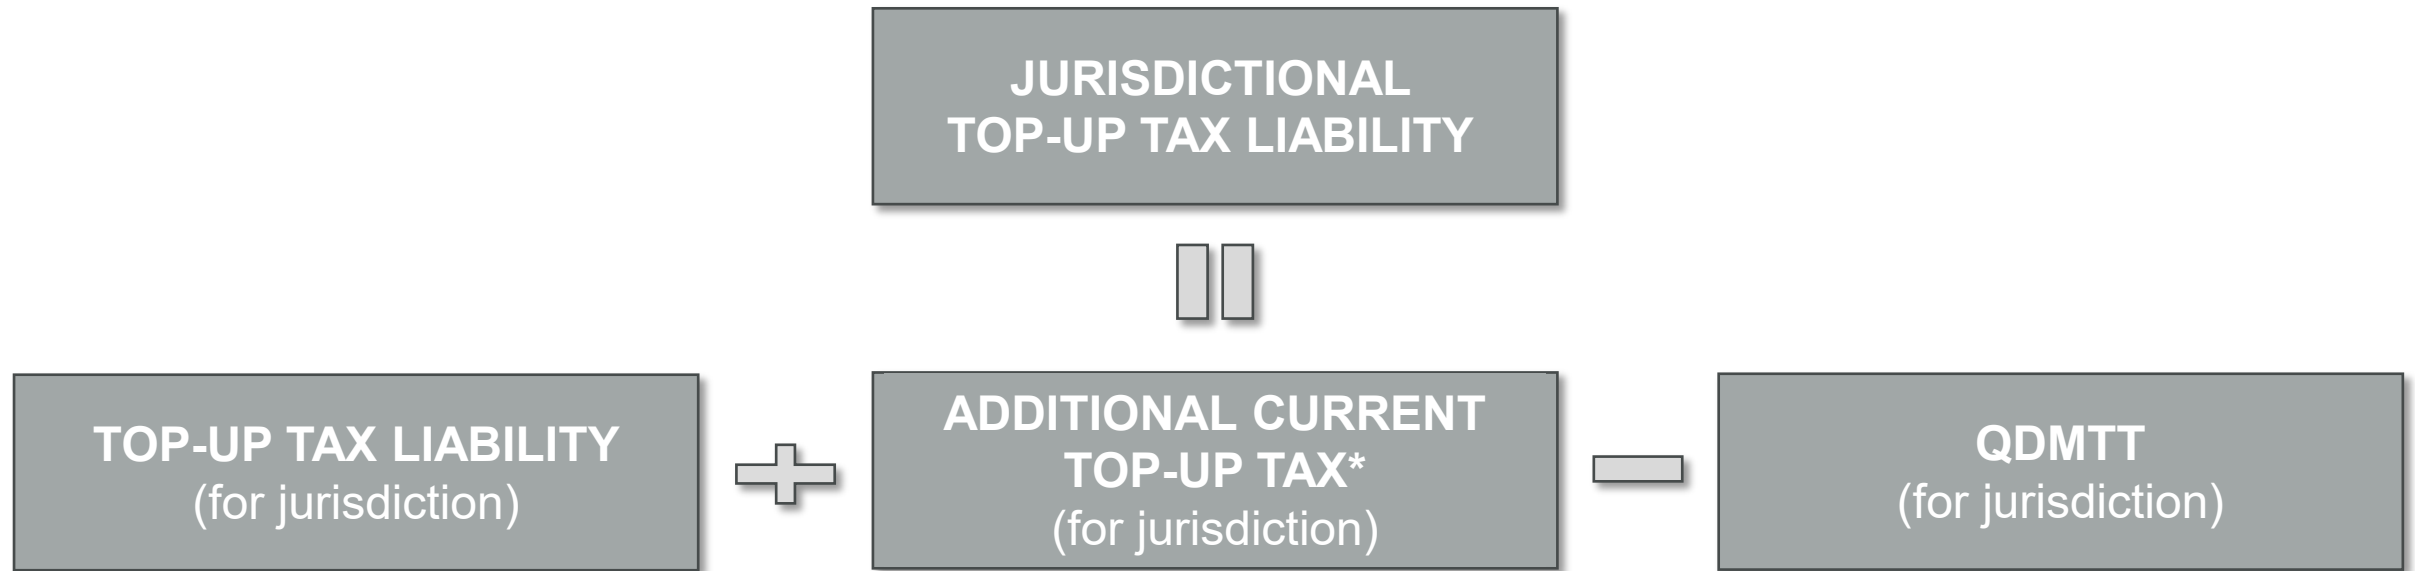 JURISDICTIONAL
TOP-UP TAX LIABILITY
TOP-UP TAX LIABILITY
(for jurisdiction)
ADDITIONAL CURRENT
TOP-UP TAX*
(for jurisdiction)
QDMTT
(for jurisdiction)